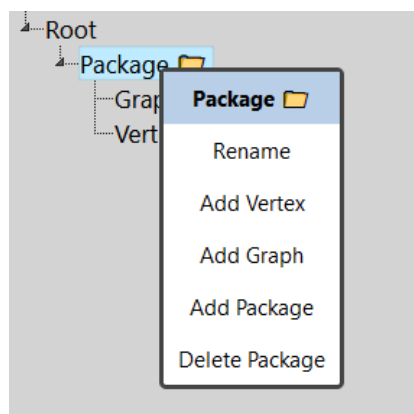 Root
Package
Grap
Vert
Package
Rename
Add Vertex
Add Graph
Add Package
Delete Package